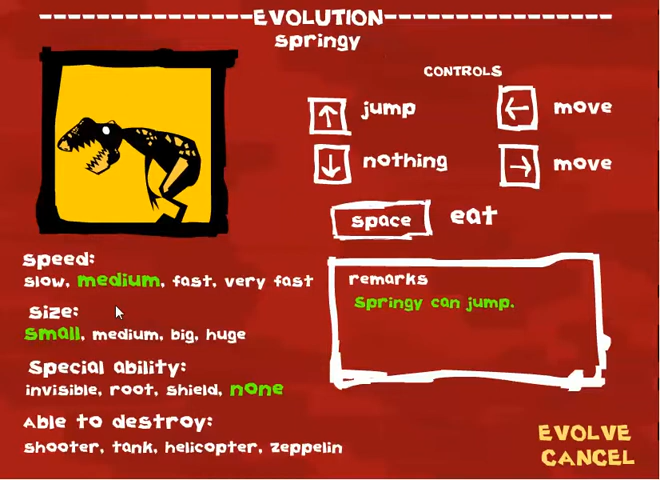 EVOLUTION
springy
CONTROLS
jump
move
nothing
move
space
eat
speed:
slow, medium, fast, very fast
size:
small, medium, big, huge
special ability:
invisible, root, shield, none
Able to destroy:
shooter, tank, helicopter, zeppelin
remarks
Springy can jump.
EVOLVE
CANCEL